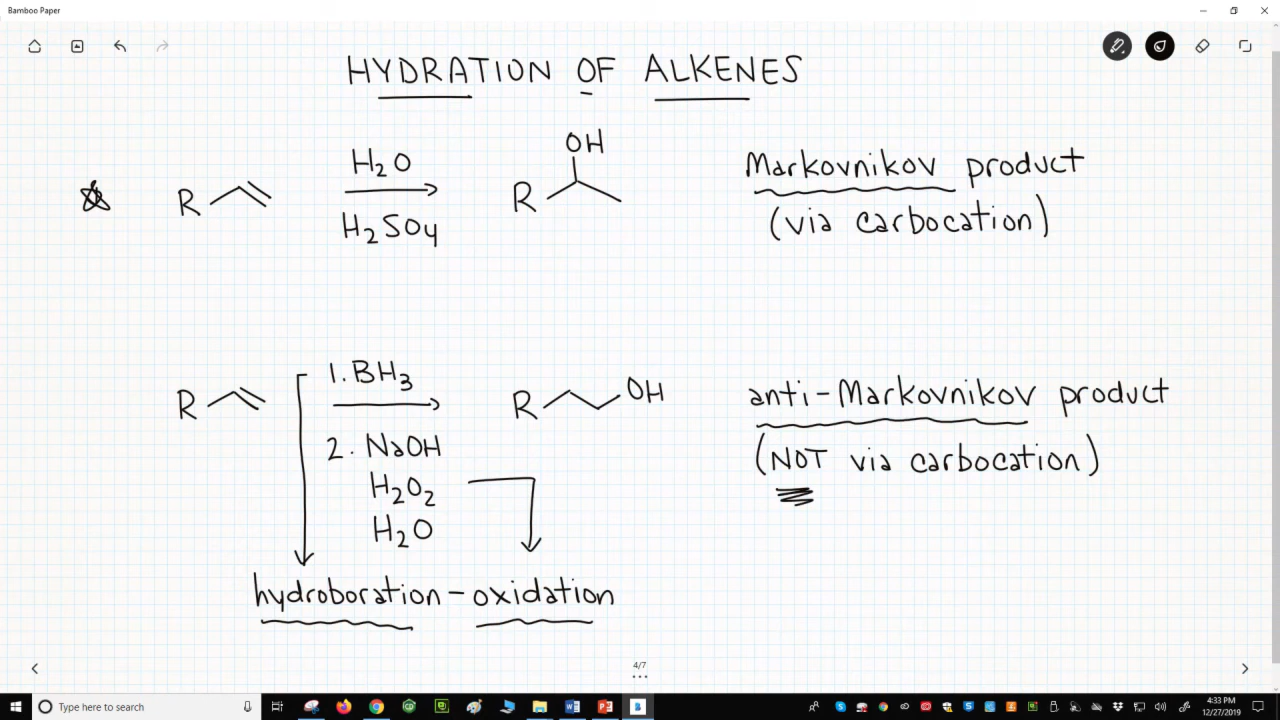 Bamboo Paper
HYDRATION OF ALKENES
R
H₂O
H₂SO₄
OH
R
Markovnikov product
(via carbocation)
R
1. BH₃
2. NaOH
H₂O₂
H₂O
R
OH
anti-Markovnikov product
(NOT via carbocation)
hydroboration-oxidation
4/7
Type here to search
4:33 PM
12/27/2019